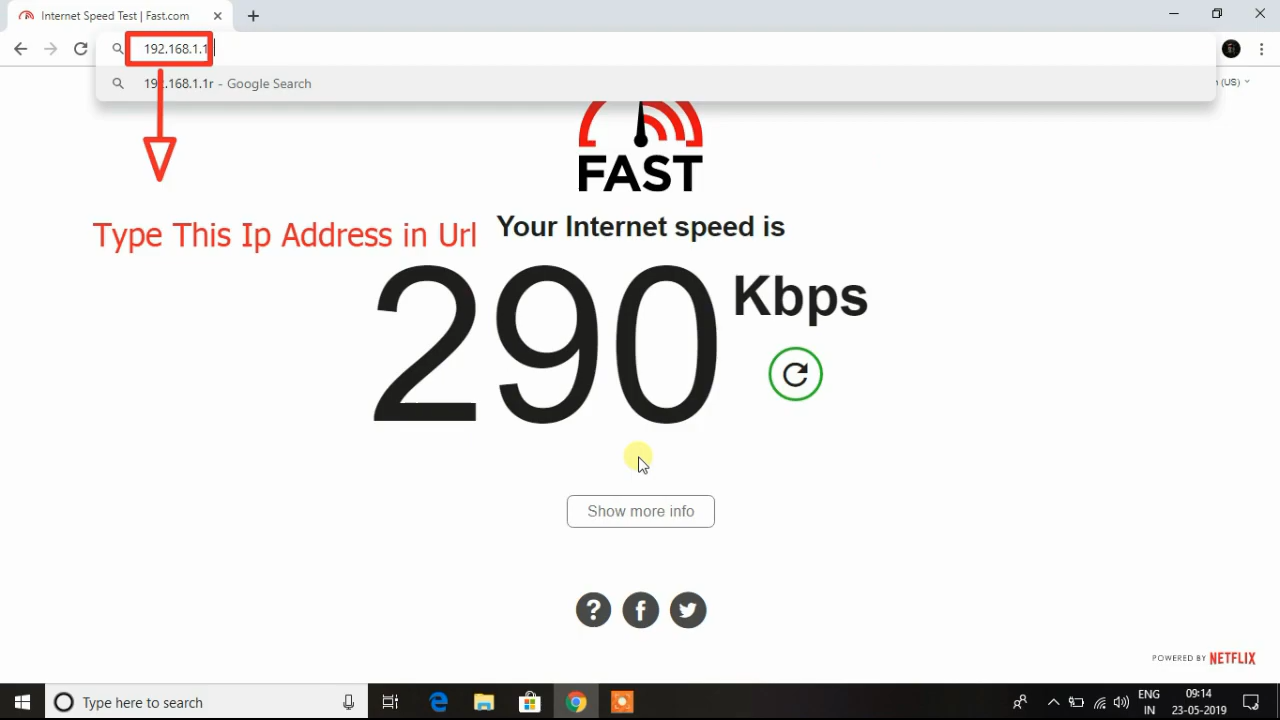 Internet Speed Test | Fast.com
192.168.1.1
192.168.1.1r - Google Search
(US)
FAST
Type This Ip Address in Url
Your Internet speed is
290 Kbps
Show more info
POWERED BY NETFLIX
Type here to search
ENG
IN
09:14
23-05-2019